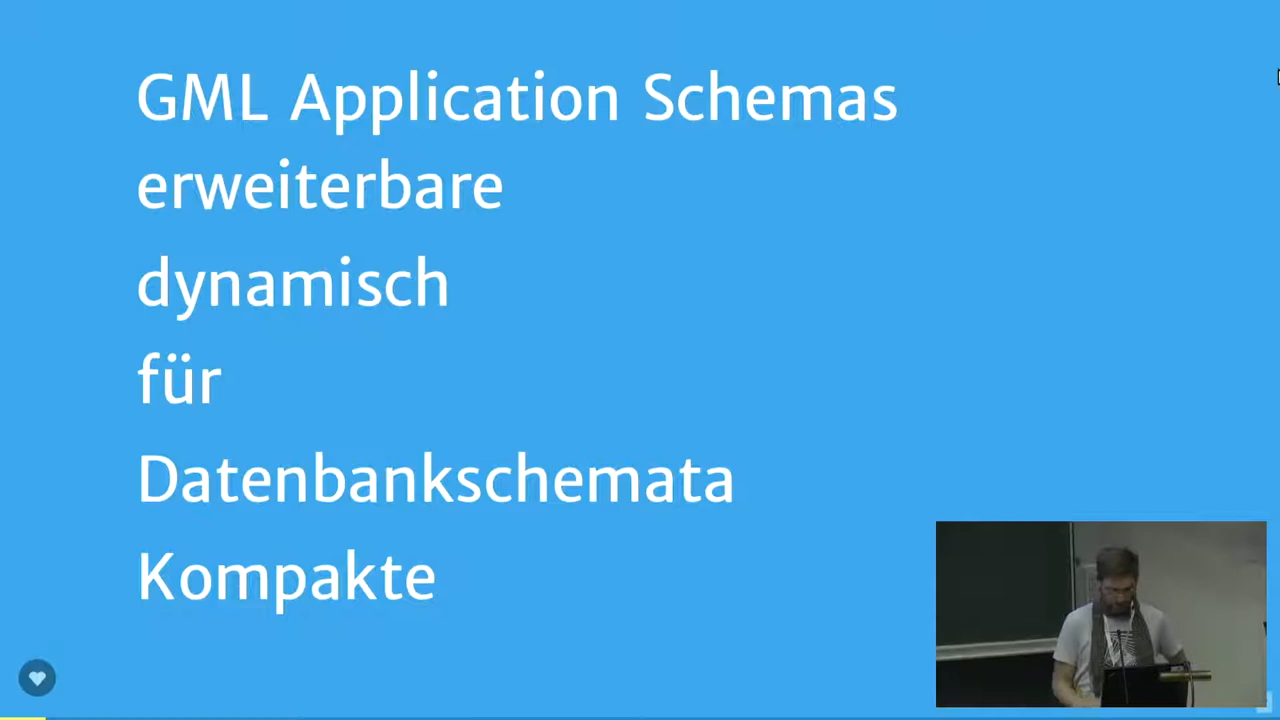 GML Application Schemas
erweiterbare
dynamisch
für
Datenbankschemata
Kompakte